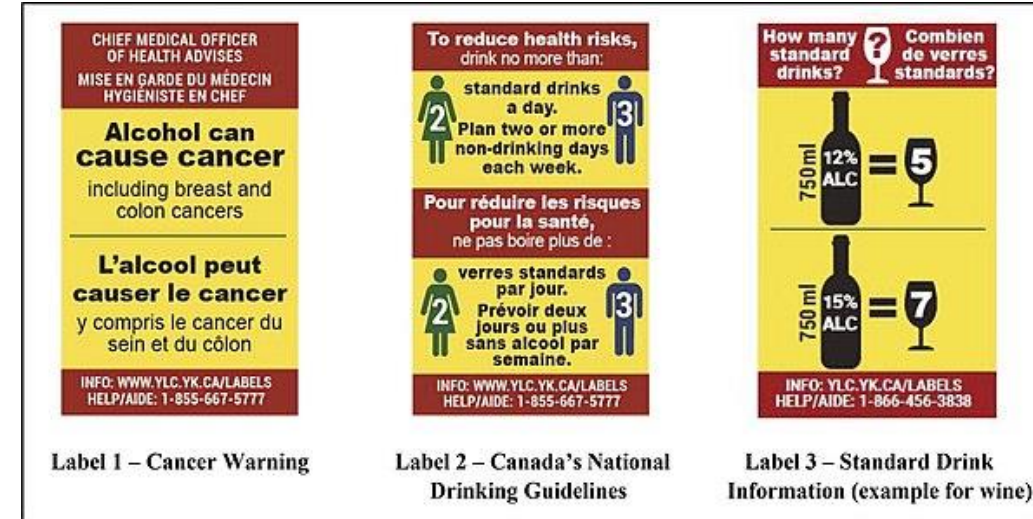 CHIEF MEDICAL OFFICER
OF HEALTH ADVISES
MISE EN GARDE DU MÉDECIN
HYGIÉNISTE EN CHEF
Alcohol can
cause cancer
including breast and
colon cancers
L'alcool peut
causer le cancer
y compris le cancer du
sein et du côlon
INFO: WWW.YLC.YK.CA/LABELS
HELP/AIDE: 1-855-667-5777
Label 1 – Cancer Warning
To reduce health risks,
drink no more than:
2
standard drinks
a day.
Plan two or more
non-drinking days
each week.
3
Pour réduire les risques
pour la santé,
ne pas boire plus de :
2
verres standards
par jour.
Prévoir deux
jours ou plus
sans alcool par
semaine.
3
INFO: WWW.YLC.YK.CA/LABELS
HELP/AIDE: 1-855-667-5777
Label 2 – Canada's National
Drinking Guidelines
How many
standard
drinks?
?
Combien
de verres
standards?
750 ml
12%
ALC
=
5
750 ml
15%
ALC
=
7
INFO: YLC.YK.CA/LABELS
HELP/AIDE: 1-866-456-3838
Label 3 – Standard Drink
Information (example for wine)